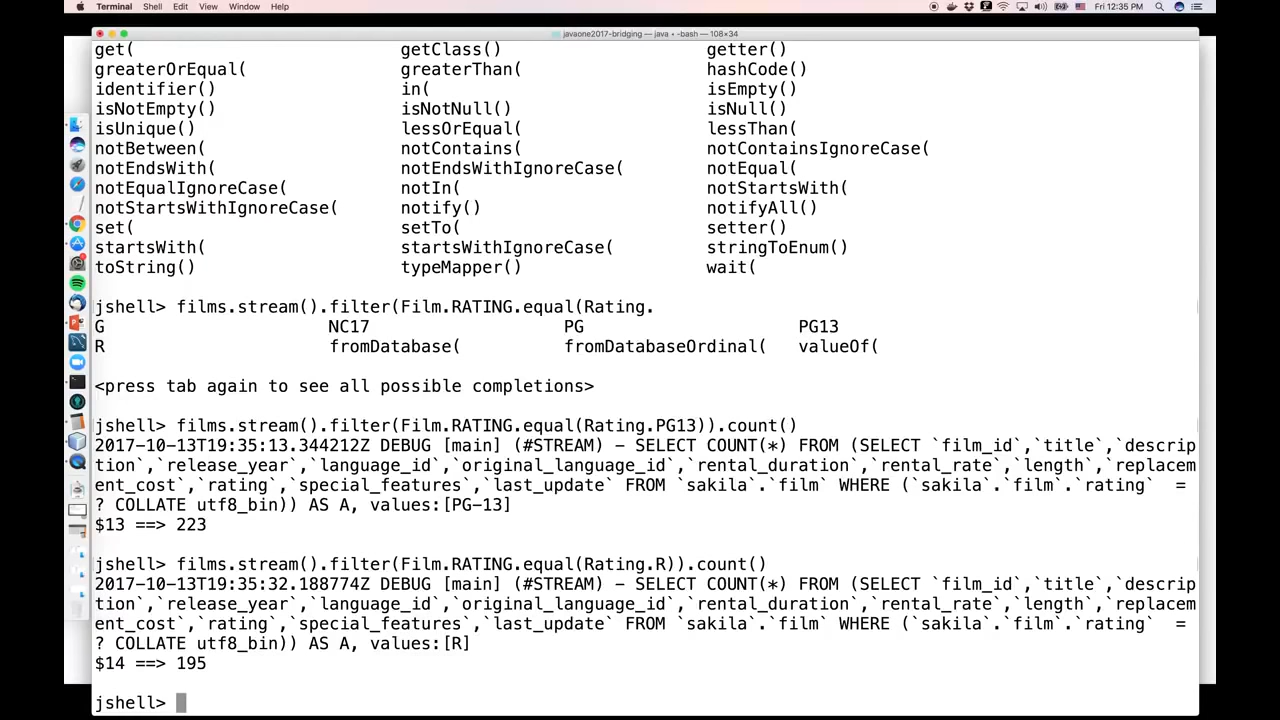 Terminal Shell Edit View Window Help Fri 12:35 PM
javaone2017-bridging — java • -bash — 108×34
get( getClass() getter()
greaterOrEqual( greaterThan( hashCode()
identifier() in( isEmpty()
isNotEmpty() isNotNull() isNull()
isUnique() lessOrEqual( lessThan(
notBetween( notContains( notContainsIgnoreCase(
notEndsWith( notEndsWithIgnoreCase( notEqual(
notEqualIgnoreCase( notIn( notStartsWith(
notStartsWithIgnoreCase( notify() notifyAll()
set( setTo( setter()
startsWith( startsWithIgnoreCase( stringToEnum()
toString() typeMapper() wait(
jshell> films.stream().filter(Film.RATING.equal(Rating.
G NC17 PG PG13
R fromDatabase( fromDatabaseOrdinal( valueOf(
<press tab again to see all possible completions>
jshell> films.stream().filter(Film.RATING.equal(Rating.PG13)).count()
2017-10-13T19:35:13.344212Z DEBUG [main] (#STREAM) - SELECT COUNT(*) FROM (SELECT `film_id`,`title`,`descrip
tion`,`release_year`,`language_id`,`original_language_id`,`rental_duration`,`rental_rate`,`length`,`replacem
ent_cost`,`rating`,`special_features`,`last_update` FROM `sakila`.`film` WHERE (`sakila`.`film`.`rating`  =
? COLLATE utf8_bin)) AS A, values:[PG-13]
$13 ==> 223
jshell> films.stream().filter(Film.RATING.equal(Rating.R)).count()
2017-10-13T19:35:32.188774Z DEBUG [main] (#STREAM) - SELECT COUNT(*) FROM (SELECT `film_id`,`title`,`descrip
tion`,`release_year`,`language_id`,`original_language_id`,`rental_duration`,`rental_rate`,`length`,`replacem
ent_cost`,`rating`,`special_features`,`last_update` FROM `sakila`.`film` WHERE (`sakila`.`film`.`rating`  =
? COLLATE utf8_bin)) AS A, values:[R]
$14 ==> 195
jshell>